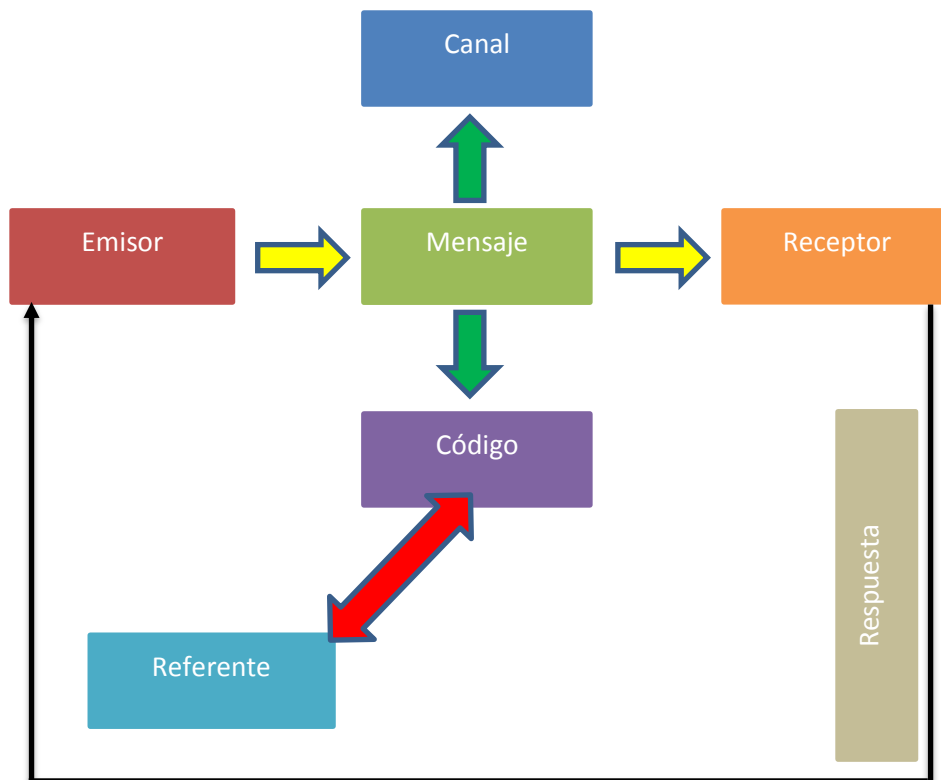 Canal
Emisor
Mensaje
Receptor
Código
Respuesta
Referente